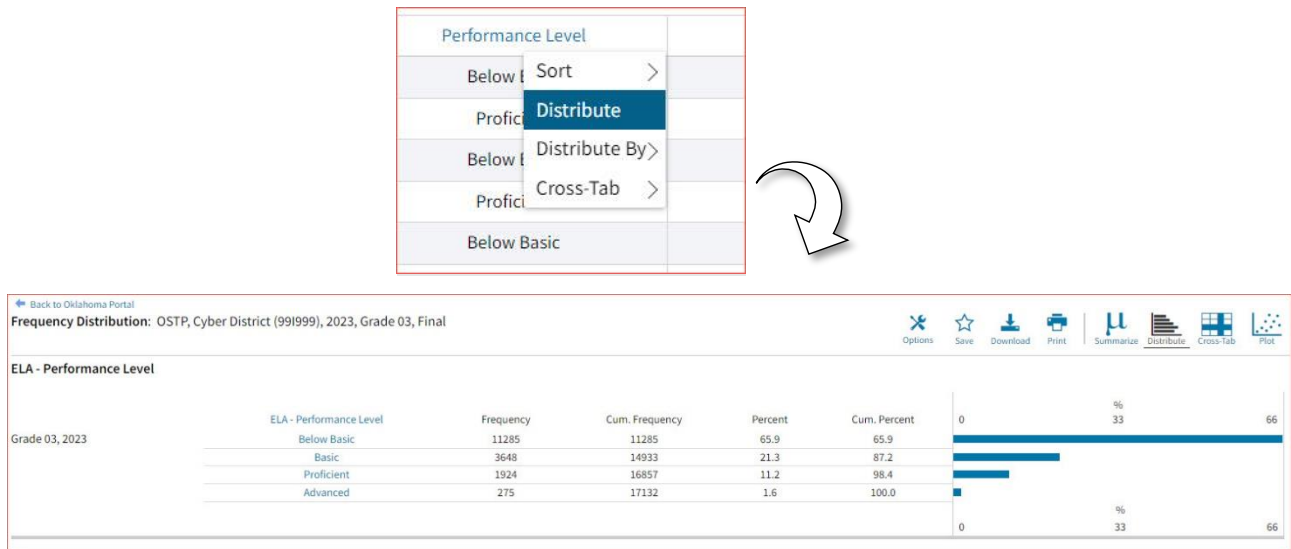 Performance Level
Below B
Sort
Profici
Distribute
Below B
Distribute By
Profici
Cross-Tab
Below Basic
Back to Oklahoma Portal
Frequency Distribution: OSTP, Cyber District (99I999), 2023, Grade 03, Final
Options Save Download Print Summarize Distribute Cross-Tab Plot
ELA - Performance Level
%
ELA - Performance Level Frequency Cum. Frequency Percent Cum. Percent 0 33 66
Grade 03, 2023 Below Basic 11285 11285 65.9 65.9
Basic 3648 14933 21.3 87.2
Proficient 1924 16857 11.2 98.4
Advanced 275 17132 1.6 100.0
%
0 33 66